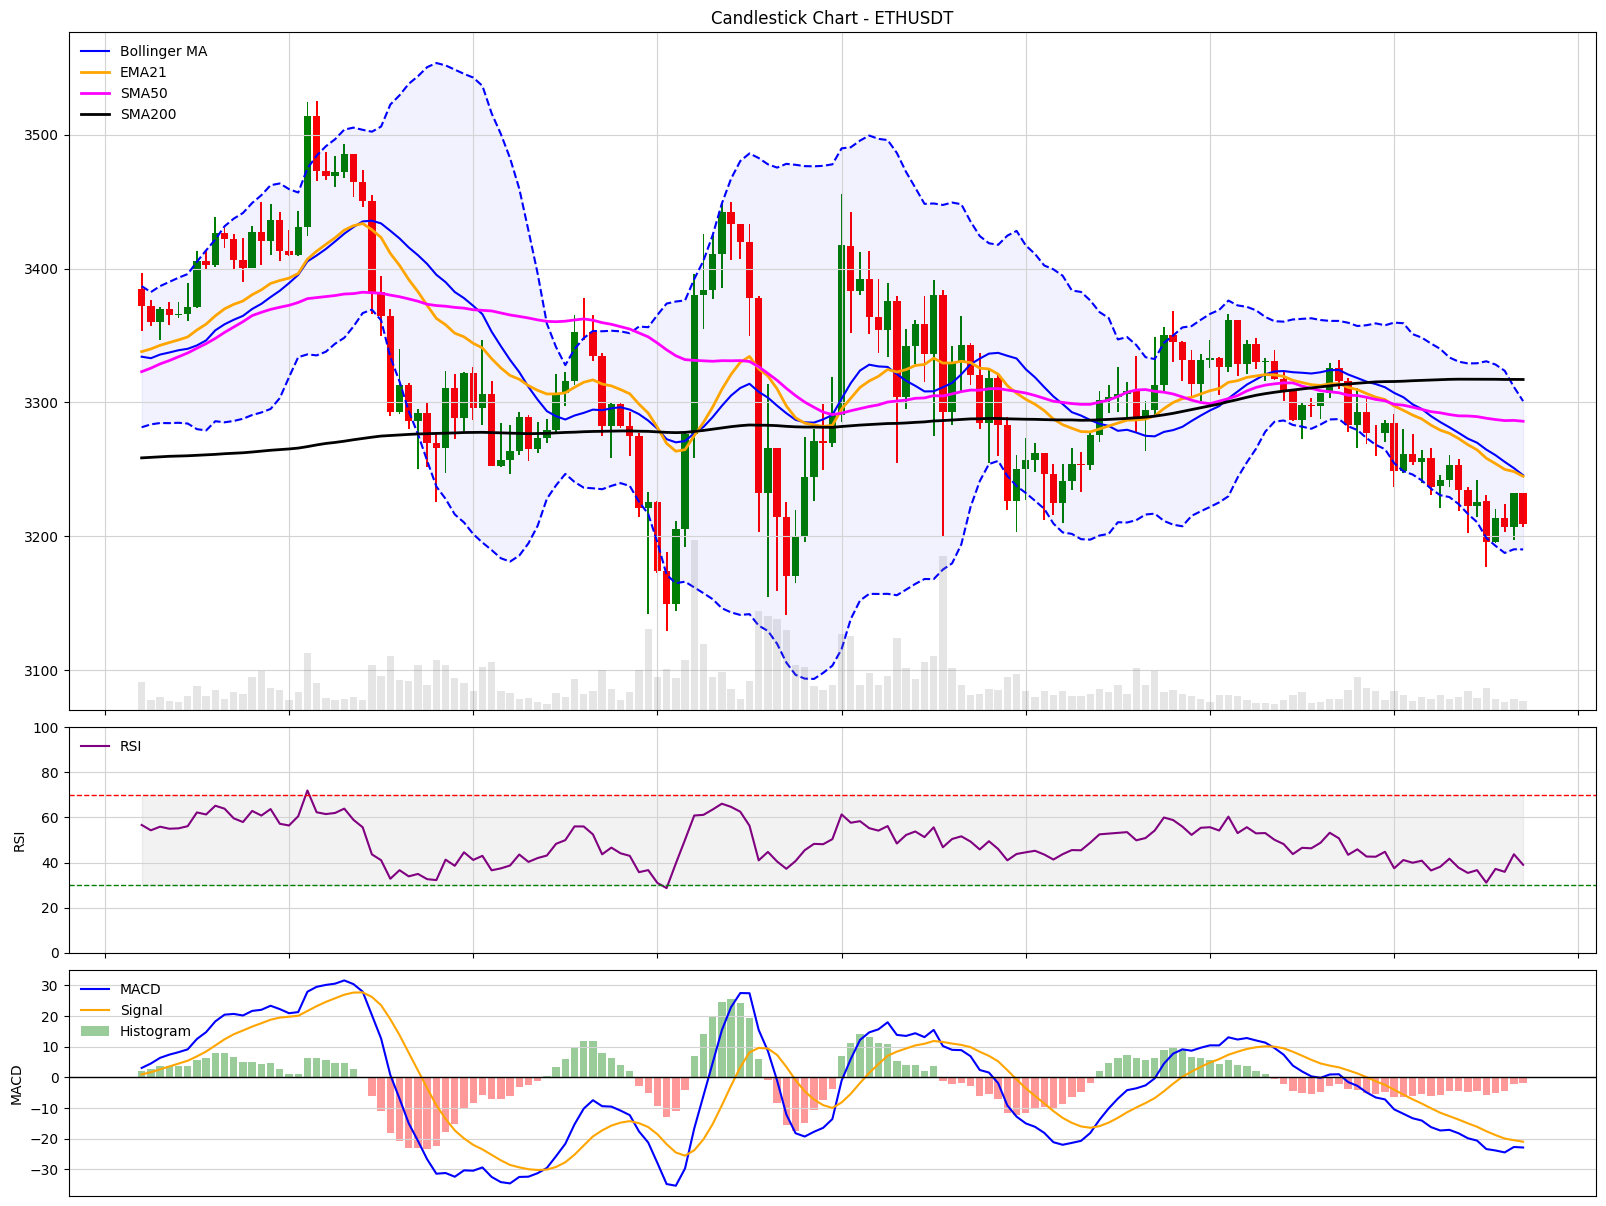 Candlestick Chart - ETHUSDT
Bollinger MA
EMA21
SMA50
SMA200
3500
3400
3300
3200
3100
RSI
100
80
60
40
20
0
RSI
MACD
Signal
Histogram
30
20
10
0
−10
−20
−30
MACD